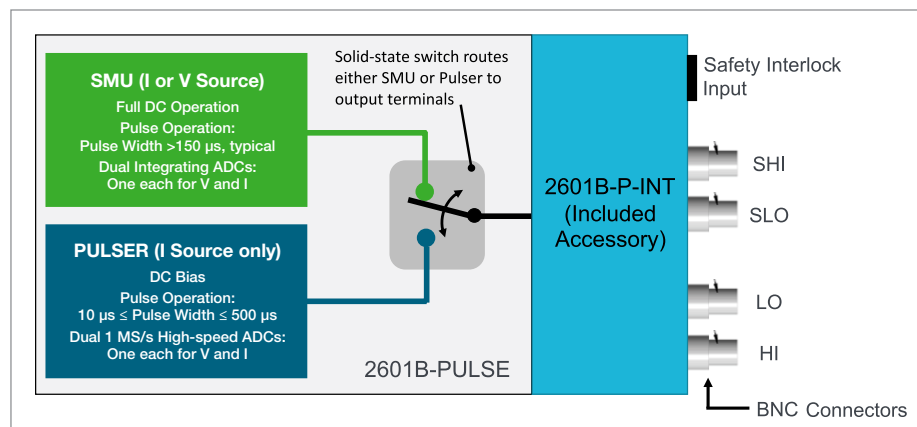 SMU (I or V Source)
Full DC Operation
Pulse Operation:
Pulse Width >150 µs, typical
Dual Integrating ADCs:
One each for V and I
PULSER (I Source only)
DC Bias
Pulse Operation:
10 µs ≤ Pulse Width ≤ 500 µs
Dual 1 MS/s High-speed ADCs:
One each for V and I
Solid-state switch routes
either SMU or Pulser to
output terminals
2601B-PULSE
2601B-P-INT
(Included
Accessory)
Safety Interlock
Input
SHI
SLO
LO
HI
BNC Connectors